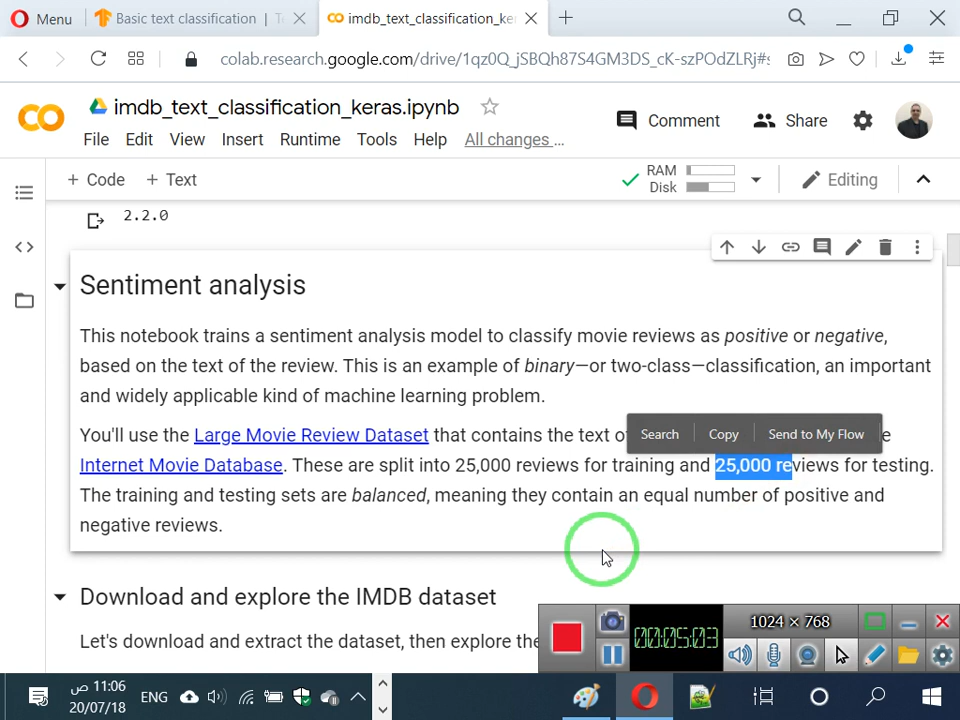 Menu
Basic text classification | T
imdb_text_classification_ke
colab.research.google.com/drive/1qz0Q_jSBQh87S4GM3DS_cK-szPOdZLRj#s
imdb_text_classification_keras.ipynb
File Edit View Insert Runtime Tools Help All changes …
Comment
Share
+ Code + Text
RAM
Disk
Editing
2.2.0
Sentiment analysis
This notebook trains a sentiment analysis model to classify movie reviews as positive or negative,
based on the text of the review. This is an example of binary—or two-class—classification, an important
and widely applicable kind of machine learning problem.
Search Copy Send to My Flow
You'll use the Large Movie Review Dataset that contains the text of
Internet Movie Database. These are split into 25,000 reviews for training and 25,000 reviews for testing.
The training and testing sets are balanced, meaning they contain an equal number of positive and
negative reviews.
Download and explore the IMDB dataset
Let's download and extract the dataset, then explore the
1024 × 768
00:05:03
11:06 ص
ENG
20/07/18